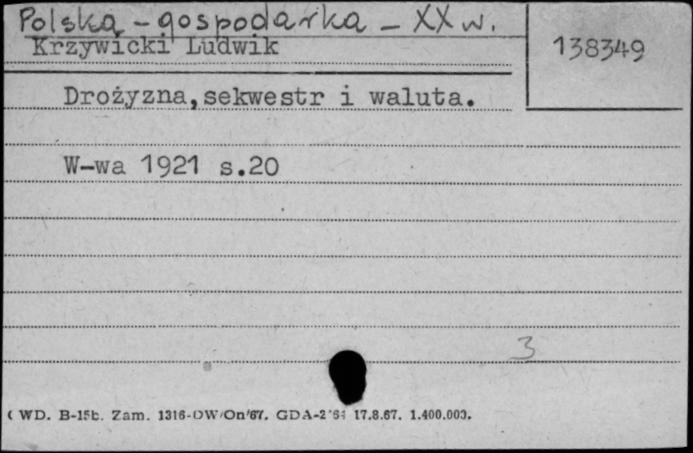 Polska - gospodarka - XX w.
Krzywicki Ludwik
138349
Drożyzna, sekwestr i waluta.
W-wa 1921 s.20
3
WD. B-15b. Zam. 1316-OW/On/67. GDA-2 17.8.67. 1.400.000.